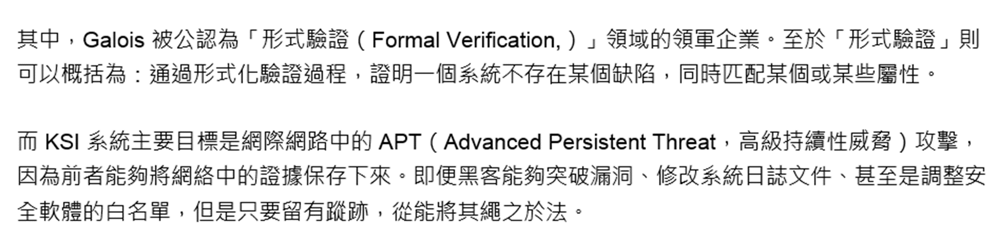 其中，Galois 被公認為「形式驗證（Formal Verification,）」領域的領軍企業。至於「形式驗證」則
可以概括為：通過形式化驗證過程，證明一個系統不存在某個缺陷，同時匹配某個或某些屬性。
而 KSI 系統主要目標是網際網路中的 APT（Advanced Persistent Threat，高級持續性威脅）攻擊，
因為前者能夠將網絡中的證據保存下來。即便黑客能夠突破漏洞、修改系統日誌文件、甚至是調整安
全軟體的白名單，但是只要留有蹤跡，從能將其繩之於法。